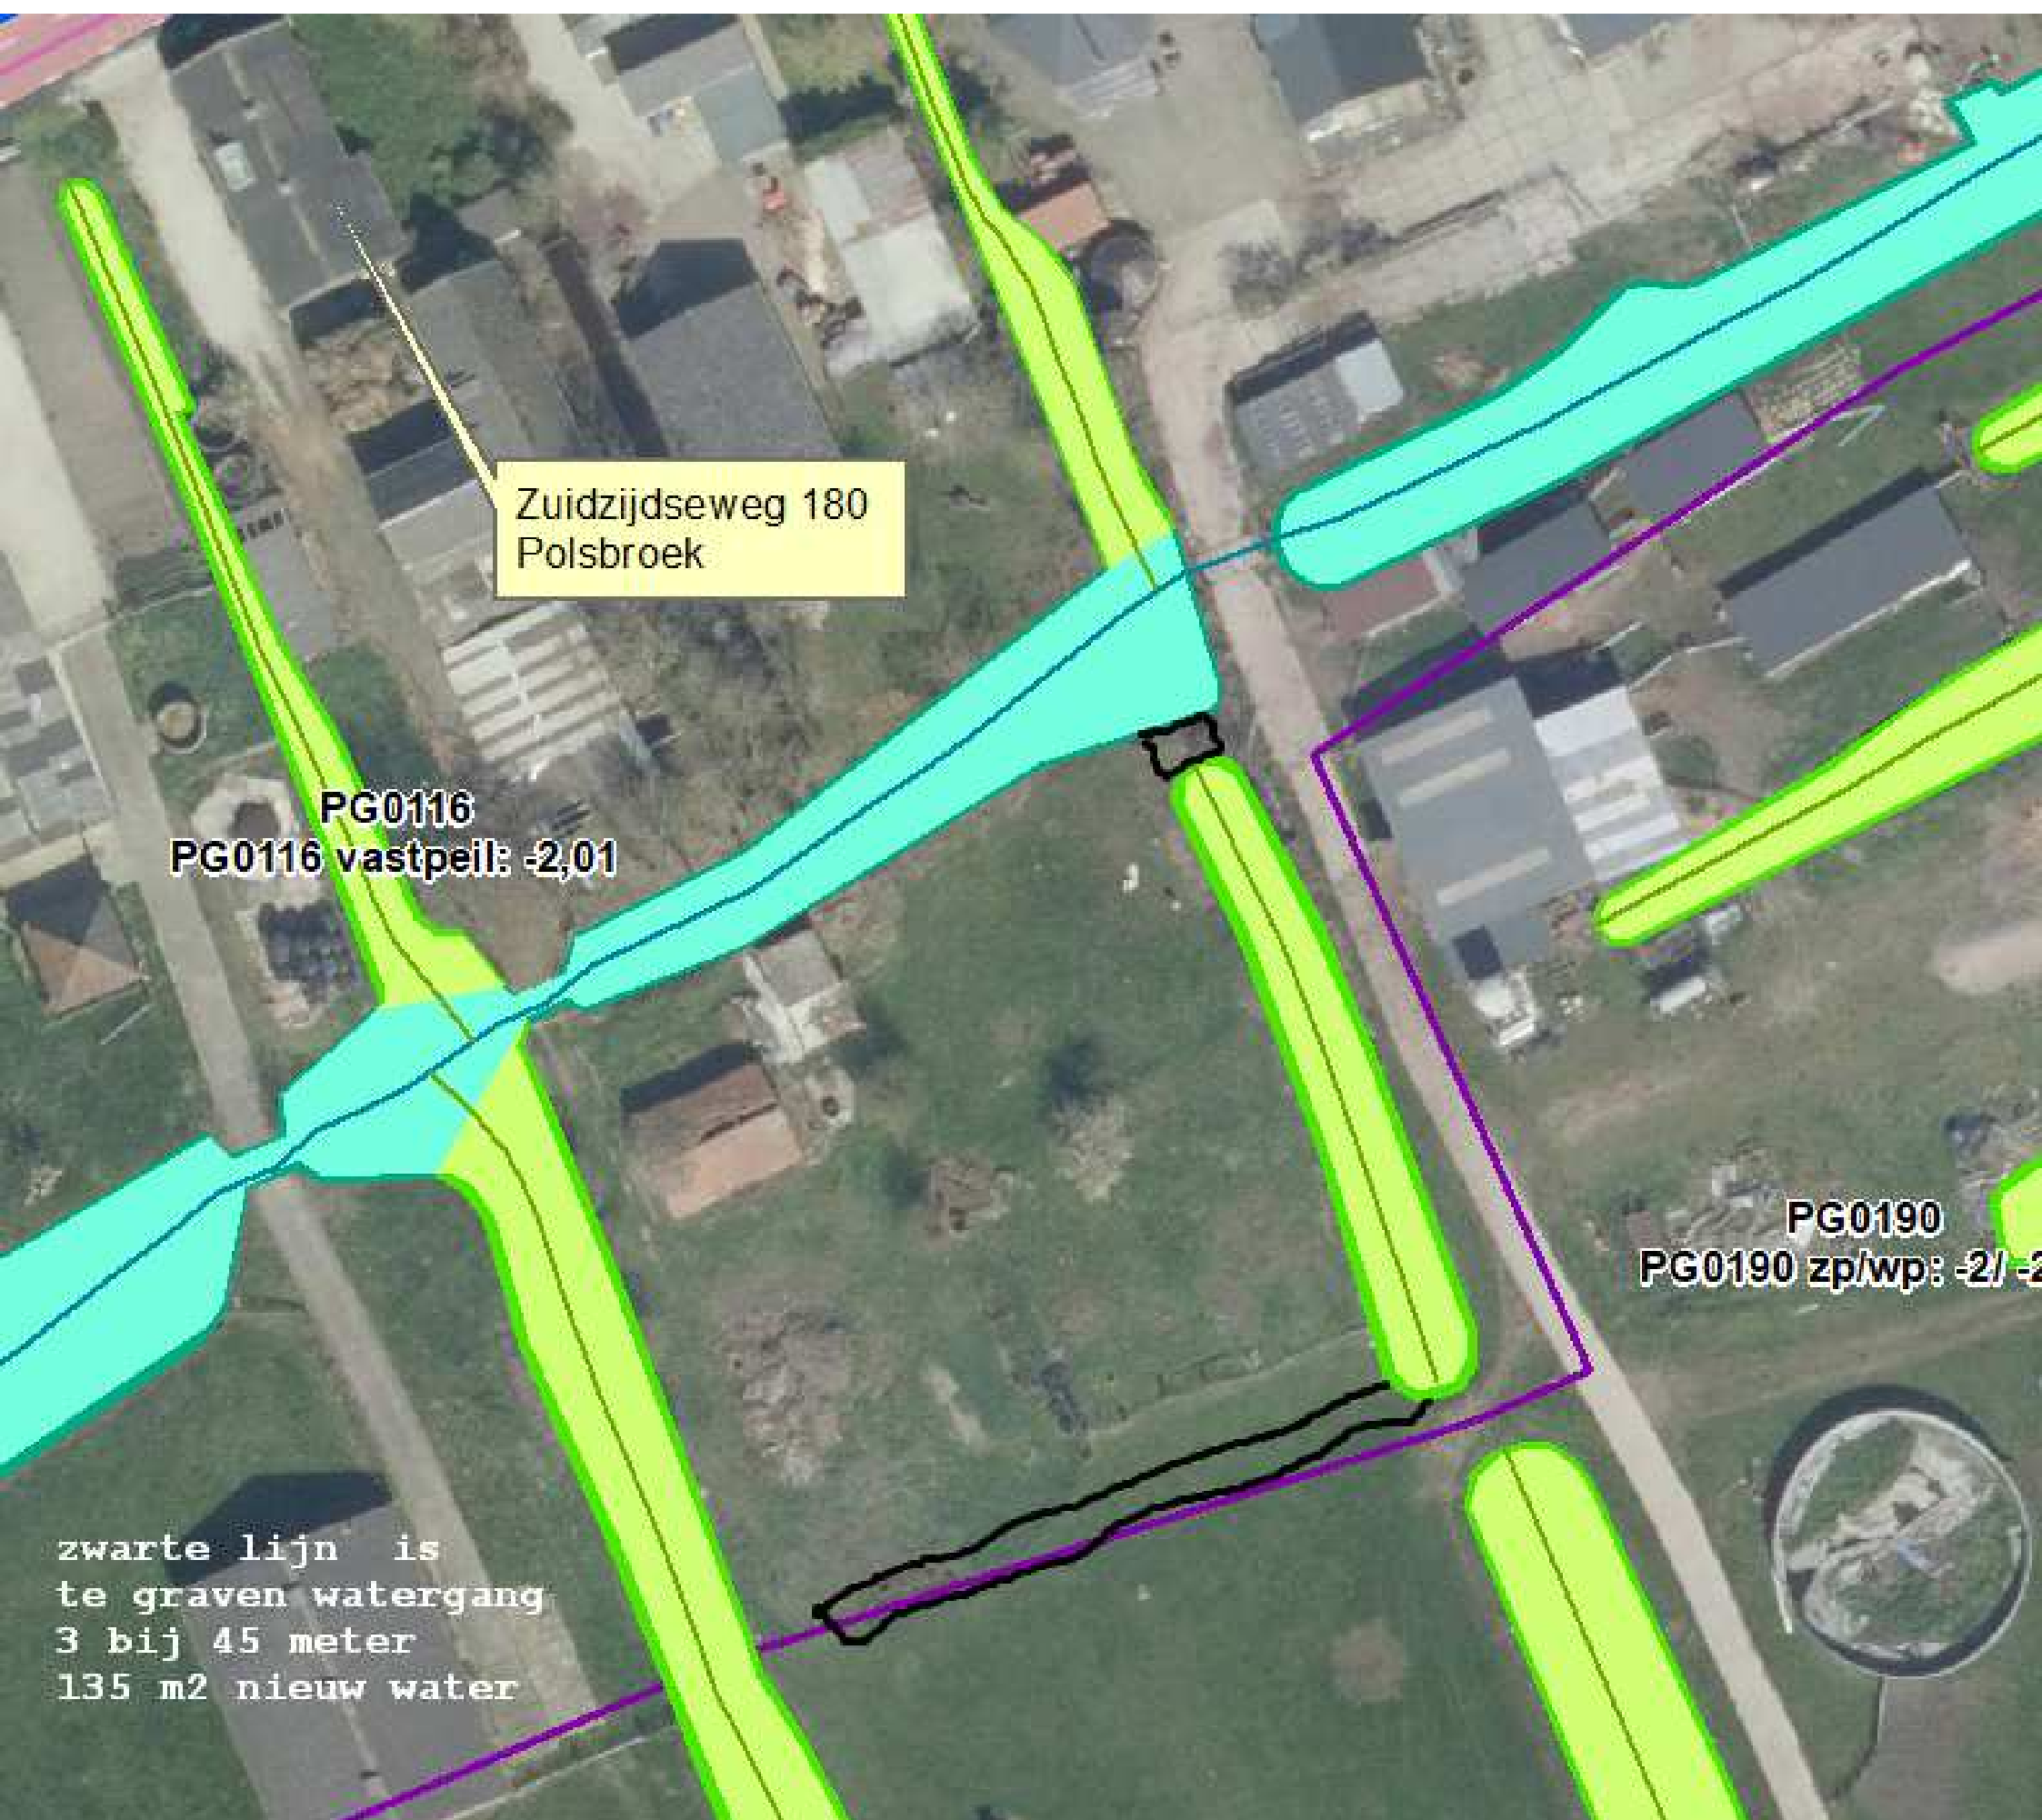 Zuidzijdseweg 180
Polsbroek
PG0116
PG0116 vastpeil: -2,01
PG0190
PG0190 zp/wp: -2/ -2
zwarte lijn is
te graven watergang
3 bij 45 meter
135 m2 nieuw water